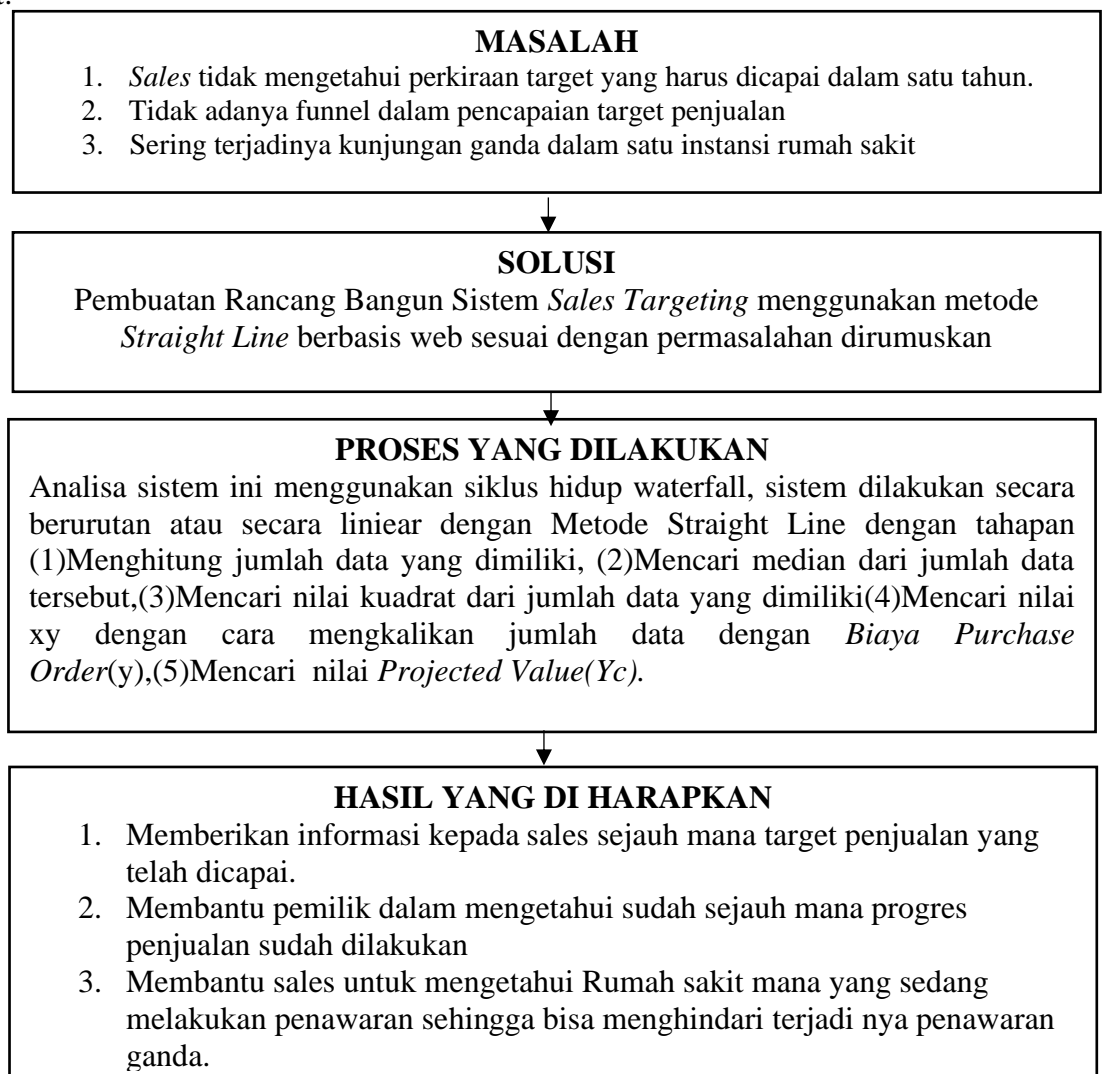 MASALAH
1. Sales tidak mengetahui perkiraan target yang harus dicapai dalam satu tahun.
2. Tidak adanya funnel dalam pencapaian target penjualan
3. Sering terjadinya kunjungan ganda dalam satu instansi rumah sakit
SOLUSI
Pembuatan Rancang Bangun Sistem Sales Targeting menggunakan metode
Straight Line berbasis web sesuai dengan permasalahan dirumuskan
PROSES YANG DILAKUKAN
Analisa sistem ini menggunakan siklus hidup waterfall, sistem dilakukan secara
berurutan atau secara liniear dengan Metode Straight Line dengan tahapan
(1)Menghitung jumlah data yang dimiliki, (2)Mencari median dari jumlah data
tersebut,(3)Mencari nilai kuadrat dari jumlah data yang dimiliki(4)Mencari nilai
xy dengan cara mengkalikan jumlah data dengan Biaya Purchase
Order(y),(5)Mencari nilai Projected Value(Yc).
HASIL YANG DI HARAPKAN
1. Memberikan informasi kepada sales sejauh mana target penjualan yang
telah dicapai.
2. Membantu pemilik dalam mengetahui sudah sejauh mana progres
penjualan sudah dilakukan
3. Membantu sales untuk mengetahui Rumah sakit mana yang sedang
melakukan penawaran sehingga bisa menghindari terjadi nya penawaran
ganda.